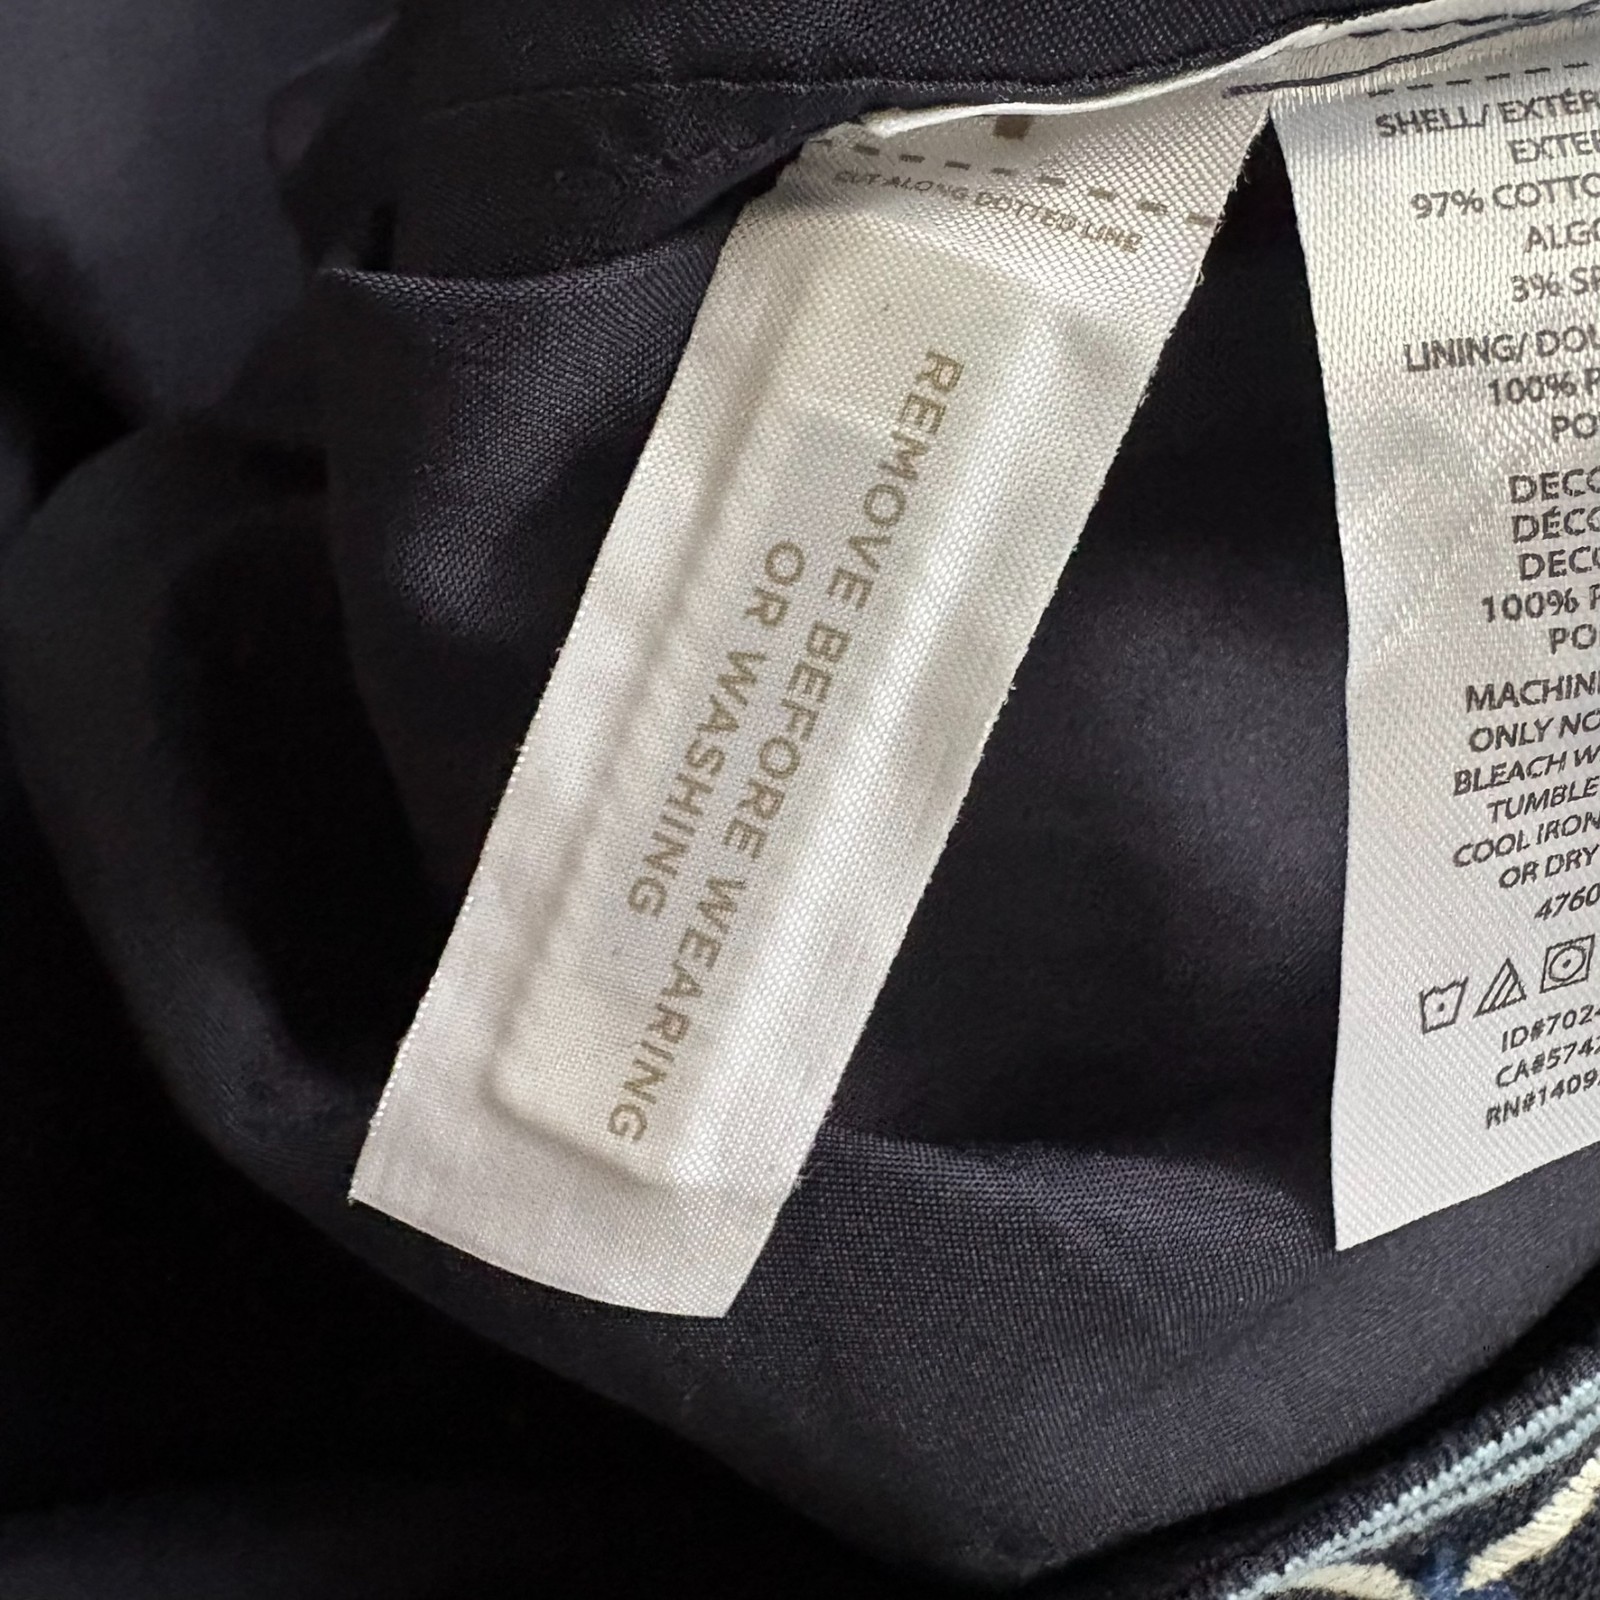 CUT ALONG DOTTED LINE
REMOVE BEFORE WEARING
OR WASHING
SHELL/ EXTÉR
EXTE
97% COTTO
ALGO
3% SP
LINING/ DOU
100% P
PO
DECO
DÉCO
DECO
100% P
PO
MACHIN
ONLY NO
BLEACH W
TUMBLE
COOL IRON
OR DRY
4760
ID#702
CA#574
RN#1409